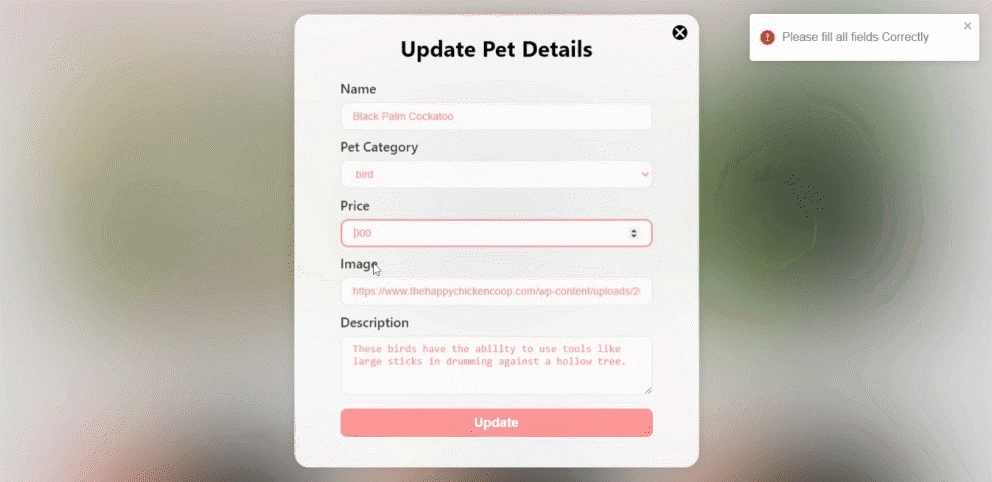 Update Pet Details
Please fill all fields Correctly
Name
Black Palm Cockatoo
Pet Category
bird
Price
000
Image
https://www.thehappychickencoop.com/wp-content/uploads/2
Description
These birds have the ability to use tools like
large sticks in drumming against a hollow tree.
Update